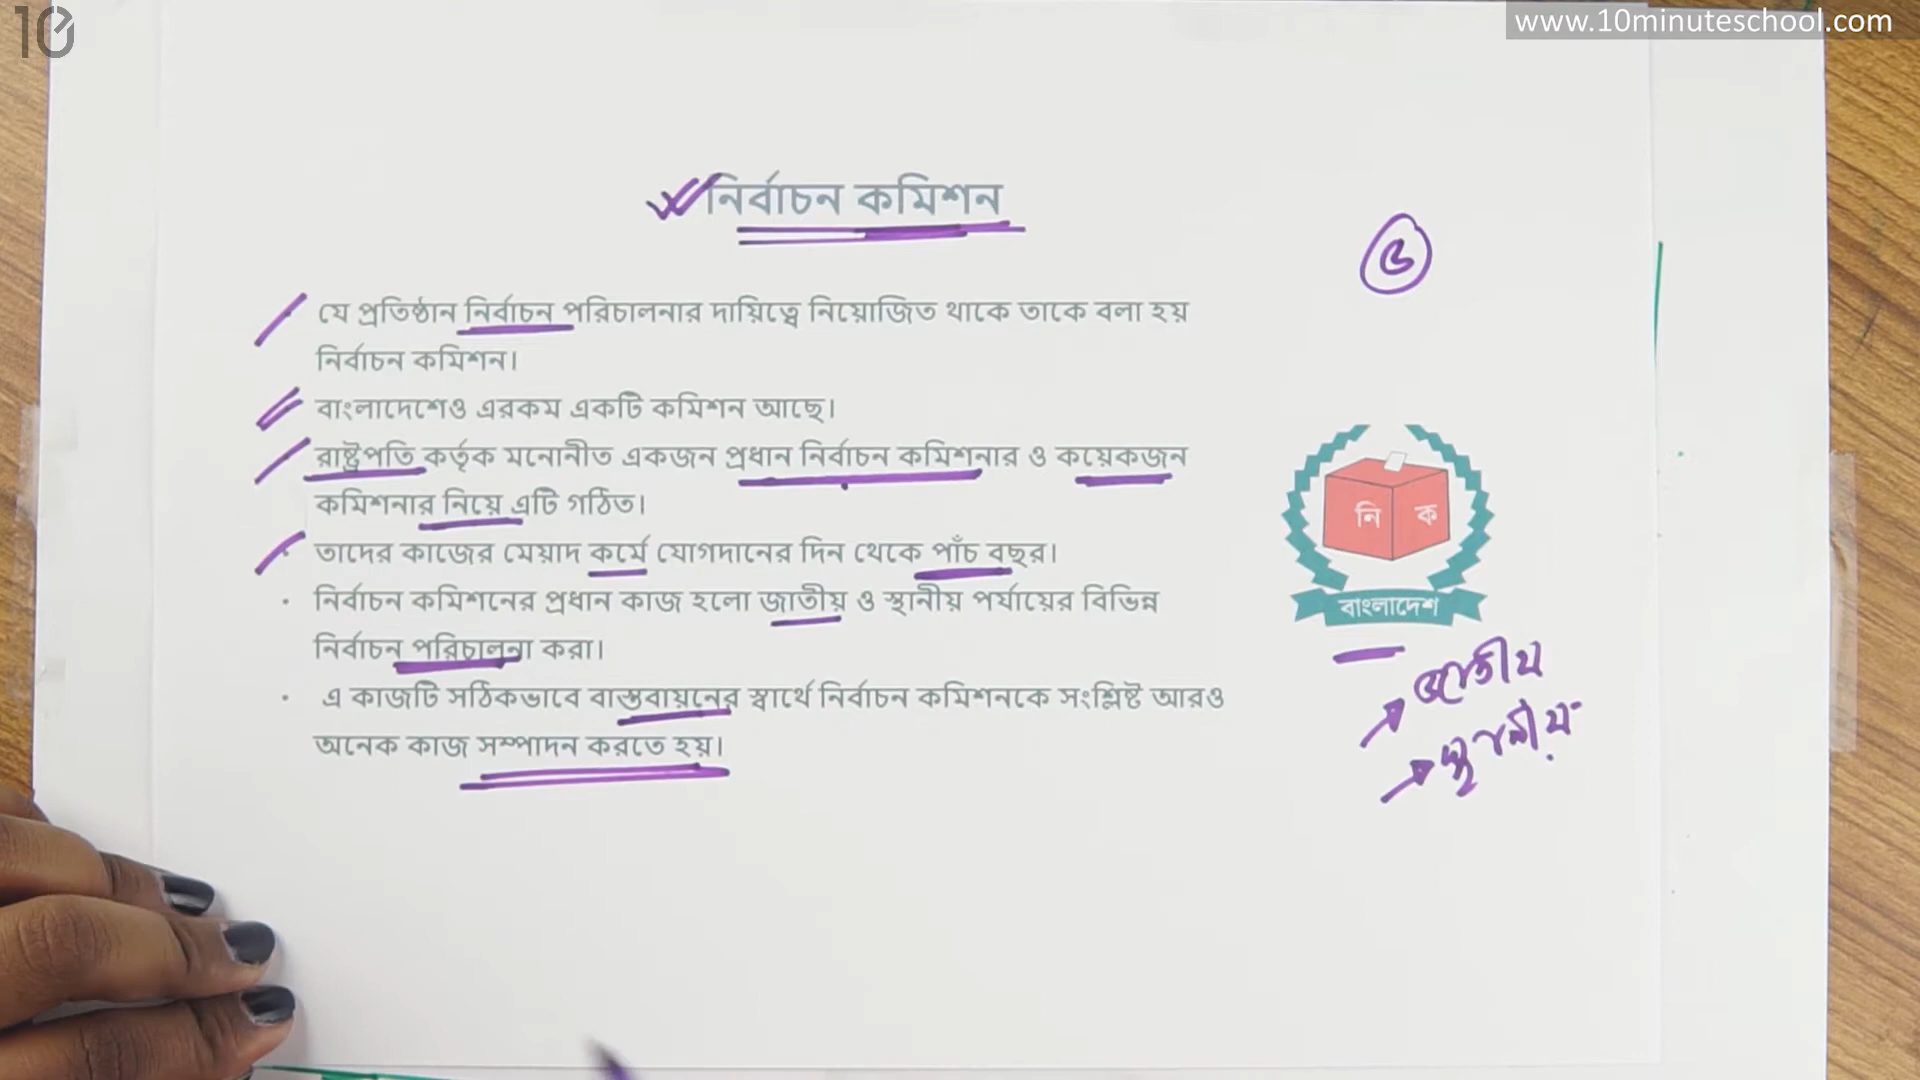 10
www.10minuteschool.com
নির্বাচন কমিশন
যে প্রতিষ্ঠান নির্বাচন পরিচালনার দায়িত্বে নিয়োজিত থাকে তাকে বলা হয়
নির্বাচন কমিশন।
বাংলাদেশেও এরকম একটি কমিশন আছে।
রাষ্ট্রপতি কর্তৃক মনোনীত একজন প্রধান নির্বাচন কমিশনার ও কয়েকজন
কমিশনার নিয়ে এটি গঠিত।
তাদের কাজের মেয়াদ কর্মে যোগদানের দিন থেকে পাঁচ বছর।
· নির্বাচন কমিশনের প্রধান কাজ হলো জাতীয় ও স্থানীয় পর্যায়ের বিভিন্ন
নির্বাচন পরিচালনা করা।
· এ কাজটি সঠিকভাবে বাস্তবায়নের স্বার্থে নির্বাচন কমিশনকে সংশ্লিষ্ট আরও
অনেক কাজ সম্পাদন করতে হয়।
নি ক
বাংলাদেশ
জাতীয়
স্থানীয়